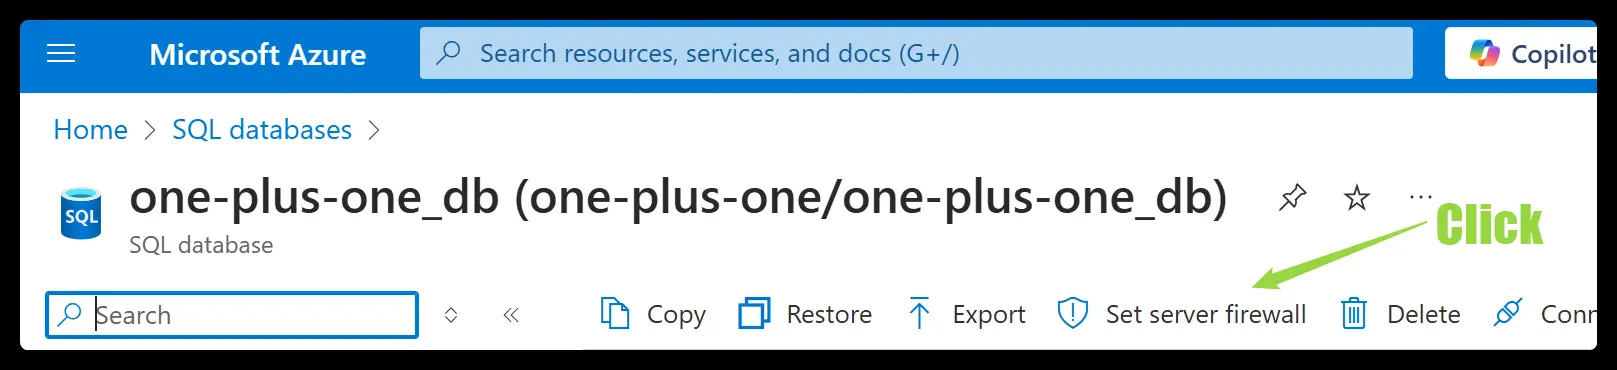 Microsoft Azure
Search resources, services, and docs (G+/)
Copilot
Home > SQL databases >
SQL
one-plus-one_db (one-plus-one/one-plus-one_db) ...
SQL database
Click
Search
Copy
Restore
Export
Set server firewall
Delete
Conn